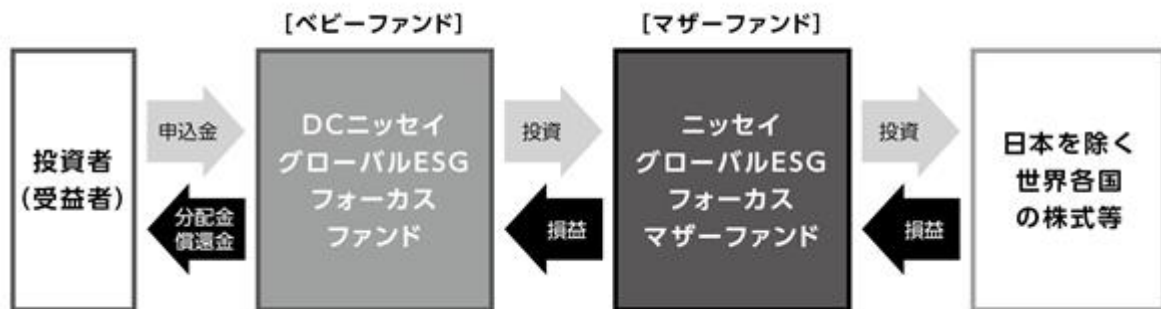 [ベビーファンド]
[マザーファンド]
投資者
(受益者)
申込金
分配金
償還金
DCニッセイ
グローバルESG
フォーカス
ファンド
投資
損益
ニッセイ
グローバルESG
フォーカス
マザーファンド
投資
損益
日本を除く
世界各国
の株式等